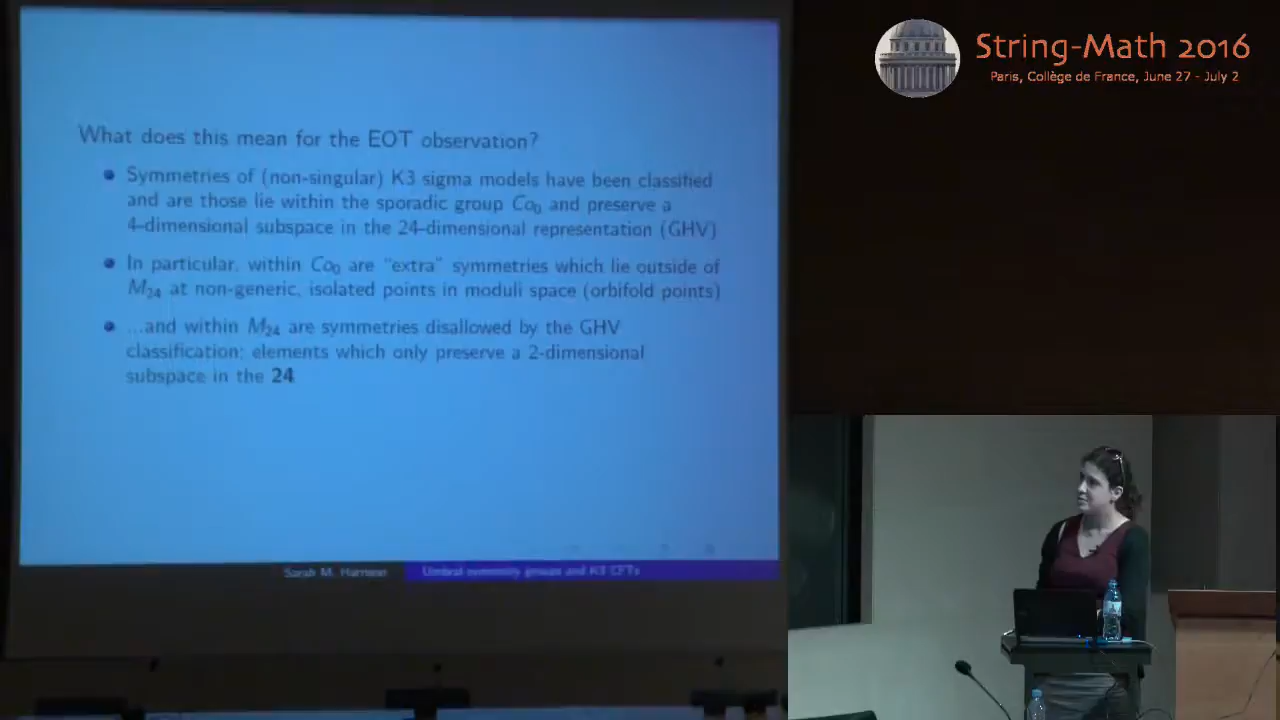 String-Math 2016
Paris, Collège de France, June 27 - July 2
What does this mean for the EOT observation?
Symmetries of (non-singular) K3 sigma models have been classified
and are those lie within the sporadic group Co₀ and preserve a
4-dimensional subspace in the 24-dimensional representation (GHV)
In particular, within Co₀ are "extra" symmetries which lie outside of
M₂₄ at non-generic, isolated points in moduli space (orbifold points)
...and within M₂₄ are symmetries disallowed by the GHV
classification: elements which only preserve a 2-dimensional
subspace in the 24
Sarah M. Harrison
Umbral symmetry groups and K3 CFTs